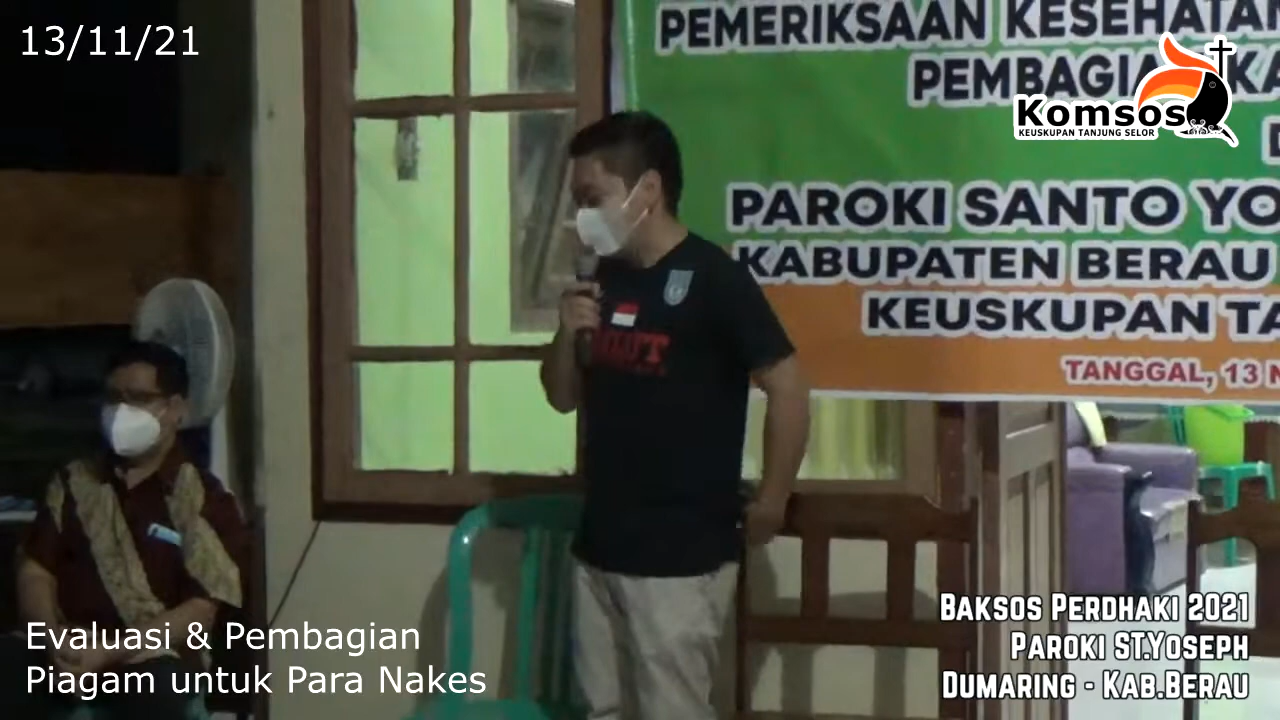 13/11/21
PEMERIKSAAN KESEHATAN
PEMBAGIA
Komsos
KEUSKUPAN TANJUNG SELOR
PAROKI SANTO YO
KABUPATEN BERAU
KEUSKUPAN TA
TANGGAL, 13 N
Evaluasi & Pembagian
Piagam untuk Para Nakes
BAKSOS PERDHAKI 2021
PAROKI ST.YOSEPH
DUMARING - KAB.BERAU